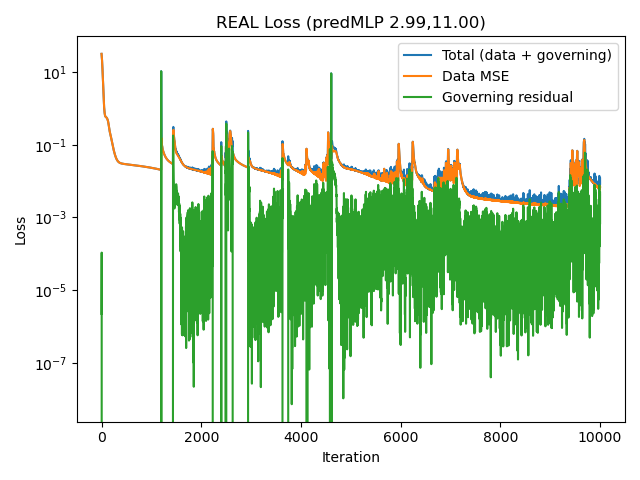 REAL Loss (predMLP 2.99,11.00)
Total (data + governing)
Data MSE
Governing residual
10^1
10^-1
10^-3
10^-5
10^-7
Loss
0 2000 4000 6000 8000 10000
Iteration